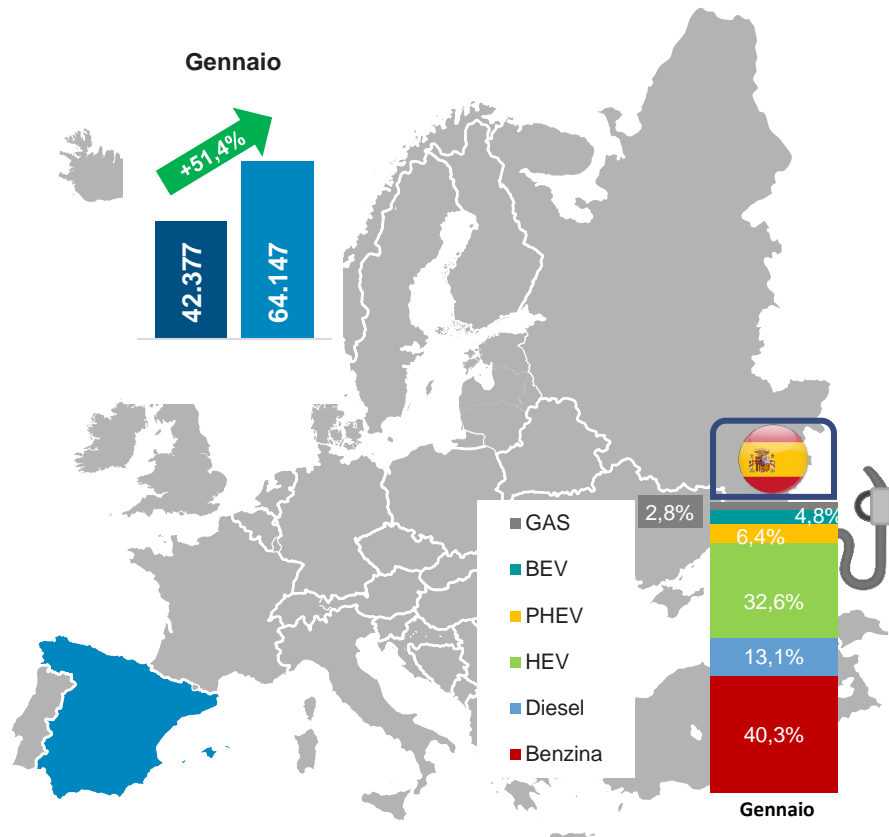 Gennaio
+51,4%
42.377
64.147
GAS
BEV
PHEV
HEV
Diesel
Benzina
2,8%
4,8%
6,4%
32,6%
13,1%
40,3%
Gennaio